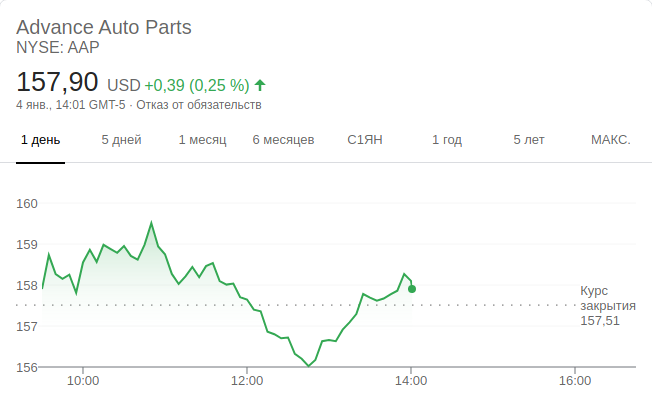 Advance Auto Parts
NYSE: AAP
157,90 USD +0,39 (0,25 %)
4 янв., 14:01 GMT-5 · Отказ от обязательств
1 день 5 дней 1 месяц 6 месяцев С1ЯН 1 год 5 лет МАКС.
160
159
158
157
156
Курс
закрытия
157,51
10:00 12:00 14:00 16:00